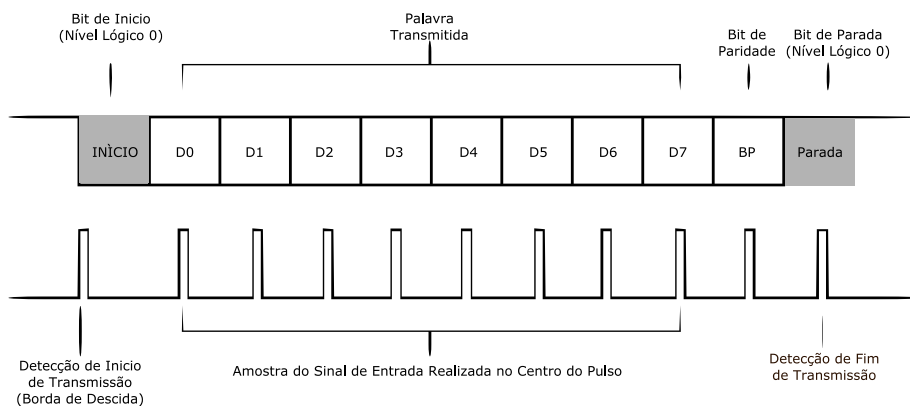 Bit de Inicio
(Nível Lógico 0)
Palavra
Transmitida
Bit de
Paridade
Bit de Parada
(Nível Lógico 0)
INÌCIO
D0
D1
D2
D3
D4
D5
D6
D7
BP
Parada
Detecção de Inicio
de Transmissão
(Borda de Descida)
Amostra do Sinal de Entrada Realizada no Centro do Pulso
Detecção de Fim
de Transmissão